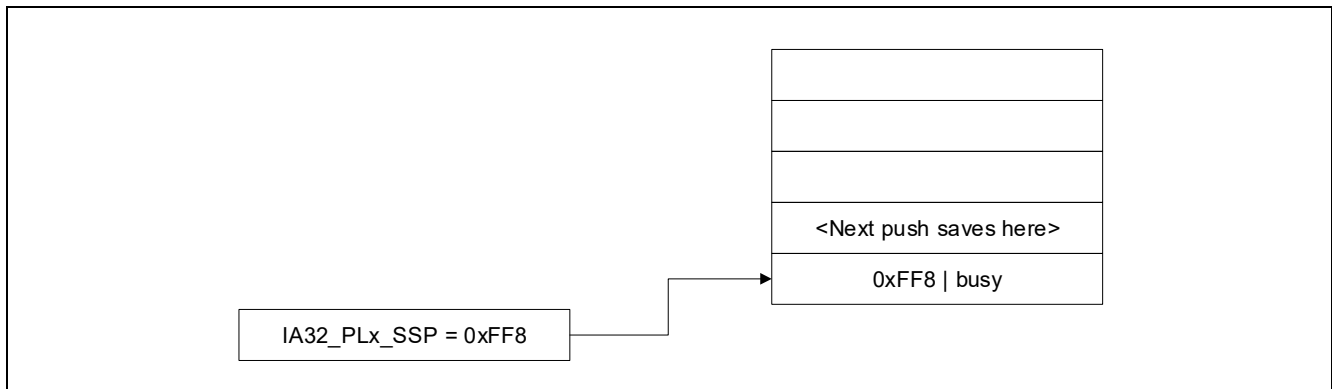 <Next push saves here>
0xFF8 | busy
IA32_PLx_SSP = 0xFF8